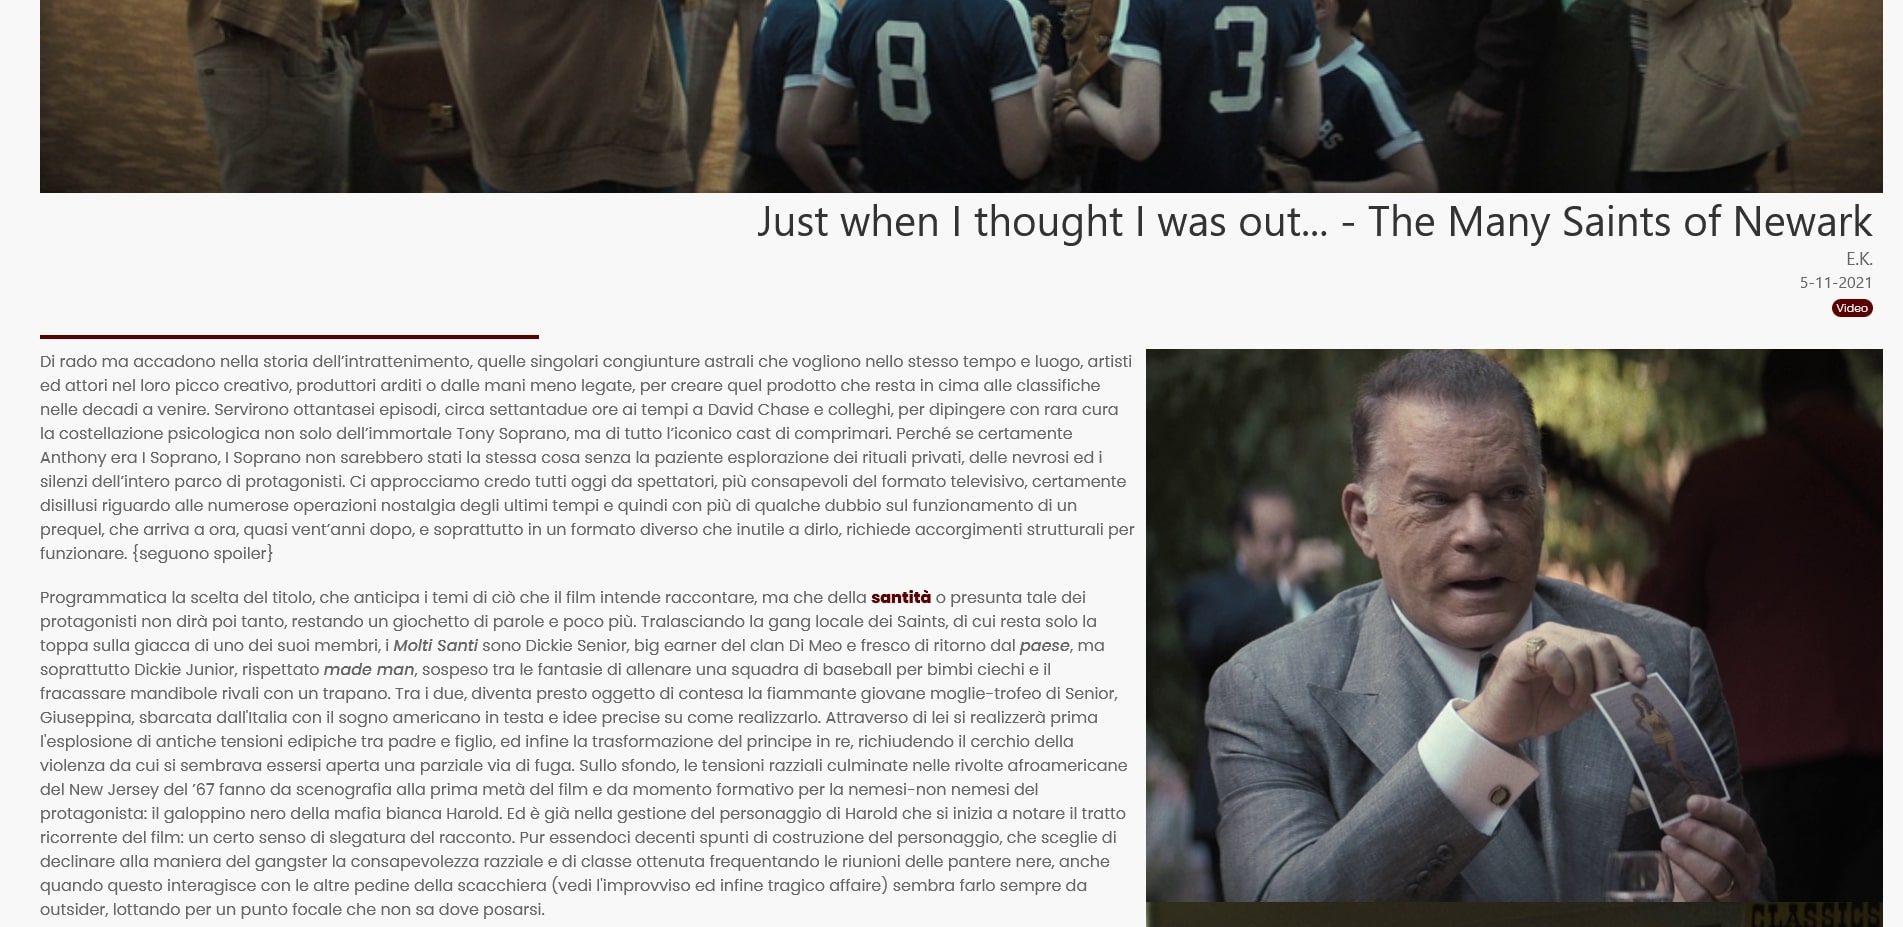 8
3
BS
Just when I thought I was out... - The Many Saints of Newark
E.K.
5-11-2021
Video
Di rado ma accadono nella storia dell’intrattenimento, quelle singolari congiunture astrali che vogliono nello stesso tempo e luogo, artisti
ed attori nel loro picco creativo, produttori arditi o dalle mani meno legate, per creare quel prodotto che resta in cima alle classifiche
nelle decadi a venire. Servirono ottantasei episodi, circa settantadue ore ai tempi a David Chase e colleghi, per dipingere con rara cura
la costellazione psicologica non solo dell’immortale Tony Soprano, ma di tutto l’iconico cast di comprimari. Perché se certamente
Anthony era I Soprano, I Soprano non sarebbero stati la stessa cosa senza la paziente esplorazione dei rituali privati, delle nevrosi ed i
silenzi dell’intero parco di protagonisti. Ci approcciamo credo tutti oggi da spettatori, più consapevoli del formato televisivo, certamente
disillusi riguardo alle numerose operazioni nostalgia degli ultimi tempi e quindi con più di qualche dubbio sul funzionamento di un
prequel, che arriva a ora, quasi vent’anni dopo, e soprattutto in un formato diverso che inutile a dirlo, richiede accorgimenti strutturali per
funzionare. {seguono spoiler}
Programmatica la scelta del titolo, che anticipa i temi di ciò che il film intende raccontare, ma che della santità o presunta tale dei
protagonisti non dirà poi tanto, restando un giochetto di parole e poco più. Tralasciando la gang locale dei Saints, di cui resta solo la
toppa sulla giacca di uno dei suoi membri, i Molti Santi sono Dickie Senior, big earner del clan Di Meo e fresco di ritorno dal paese, ma
soprattutto Dickie Junior, rispettato made man, sospeso tra le fantasie di allenare una squadra di baseball per bimbi ciechi e il
fracassare mandibole rivali con un trapano. Tra i due, diventa presto oggetto di contesa la fiammante giovane moglie-trofeo di Senior,
Giuseppina, sbarcata dall'Italia con il sogno americano in testa e idee precise su come realizzarlo. Attraverso di lei si realizzerà prima
l'esplosione di antiche tensioni edipiche tra padre e figlio, ed infine la trasformazione del principe in re, richiudendo il cerchio della
violenza da cui si sembrava essersi aperta una parziale via di fuga. Sullo sfondo, le tensioni razziali culminate nelle rivolte afroamericane
del New Jersey del ’67 fanno da scenografia alla prima metà del film e da momento formativo per la nemesi-non nemesi del
protagonista: il galoppino nero della mafia bianca Harold. Ed è già nella gestione del personaggio di Harold che si inizia a notare il tratto
ricorrente del film: un certo senso di slegatura del racconto. Pur essendoci decenti spunti di costruzione del personaggio, che sceglie di
declinare alla maniera del gangster la consapevolezza razziale e di classe ottenuta frequentando le riunioni delle pantere nere, anche
quando questo interagisce con le altre pedine della scacchiera (vedi l'improvviso ed infine tragico affaire) sembra farlo sempre da
outsider, lottando per un punto focale che non sa dove posarsi.
CLASSICS